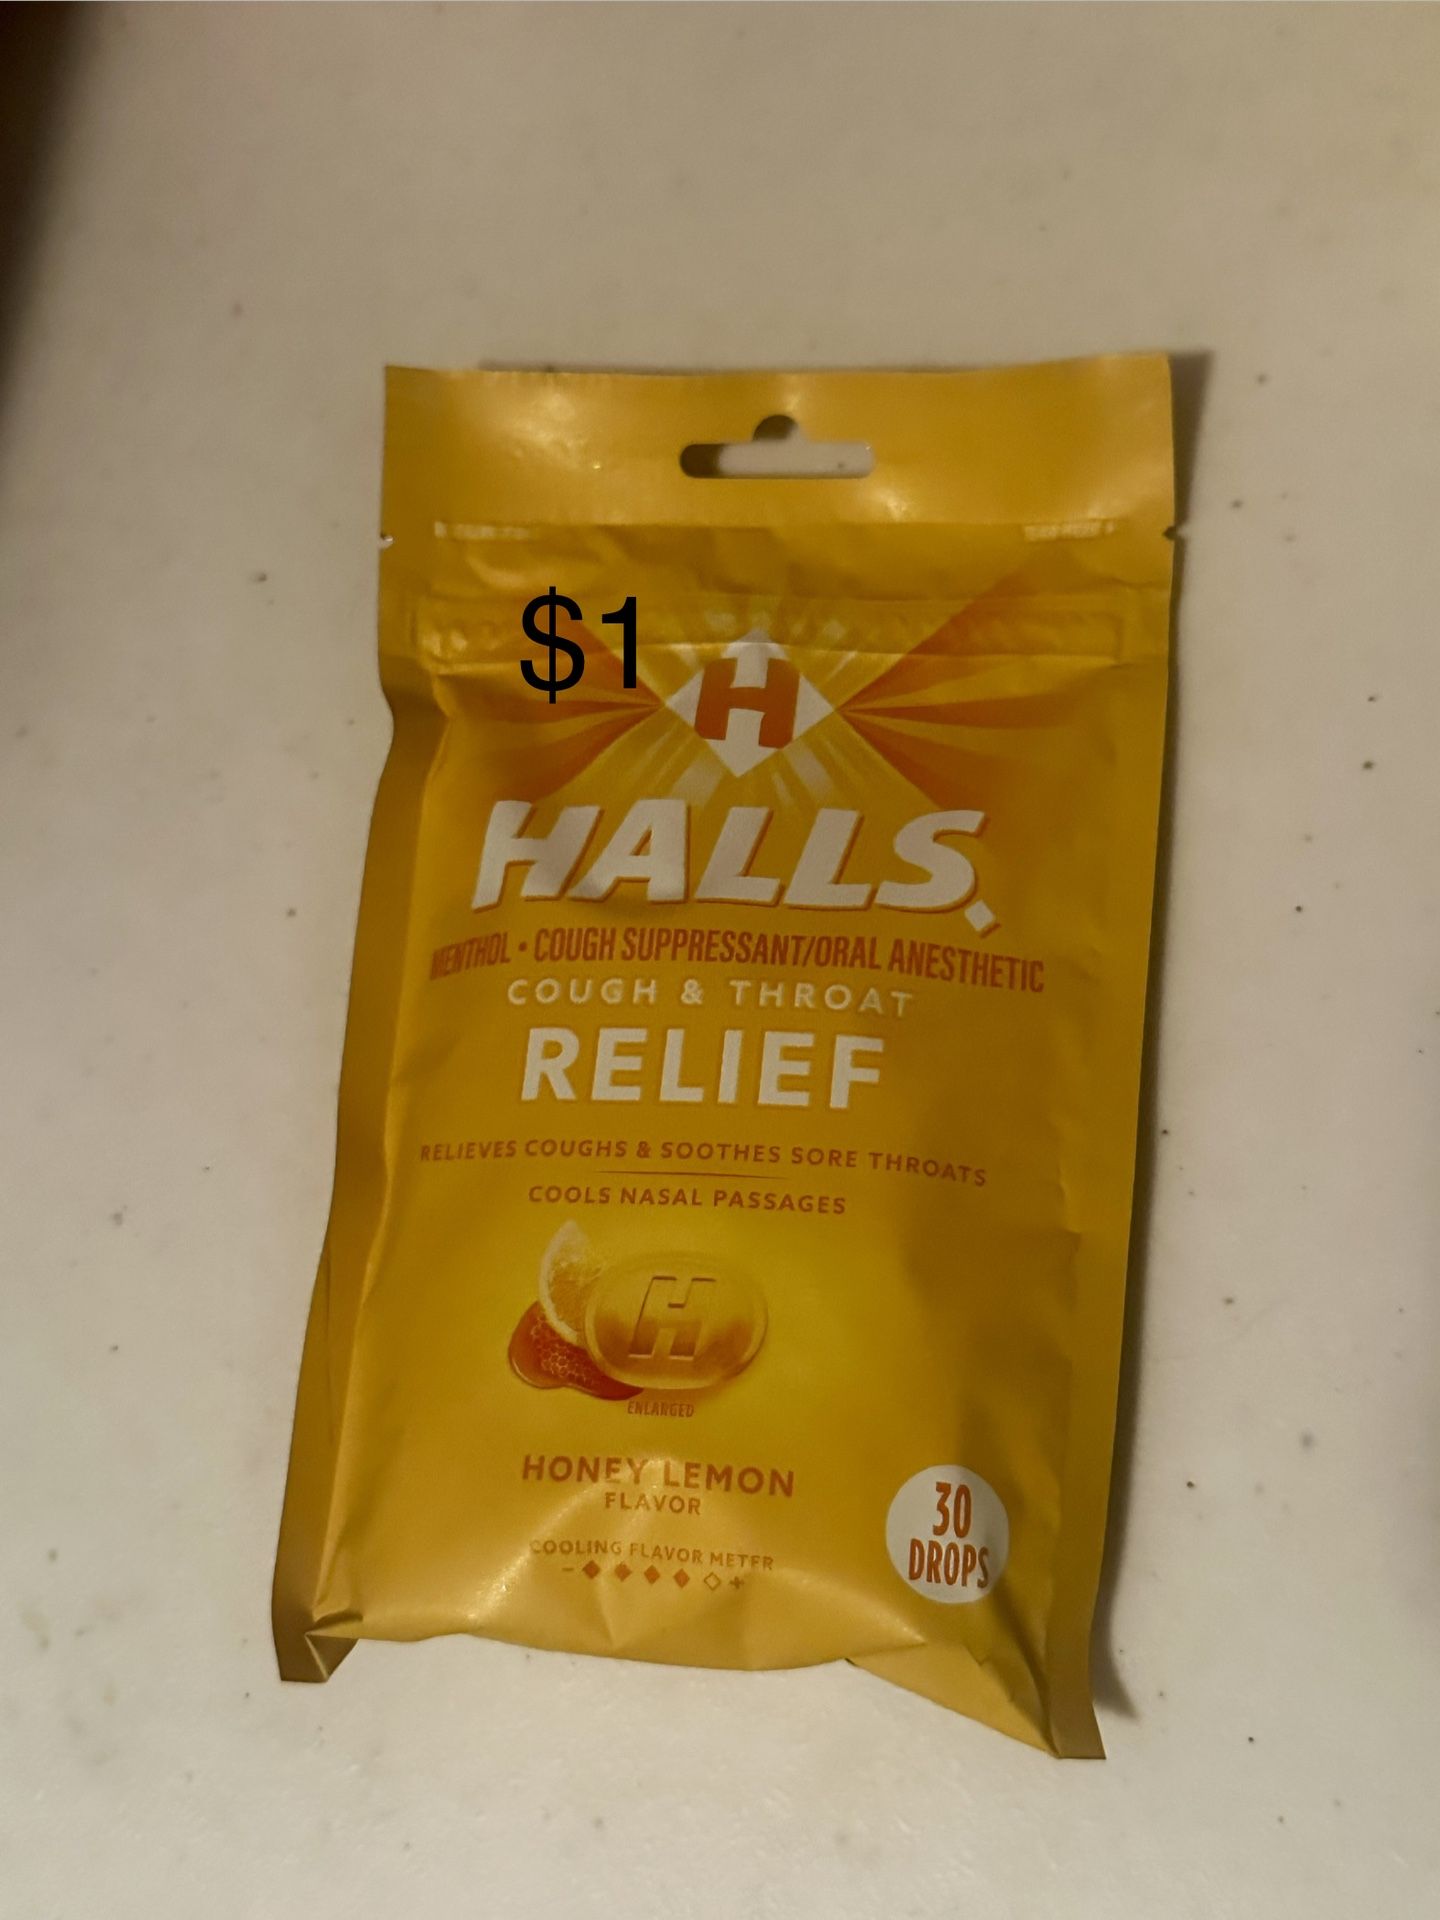 $1
H
HALLS.
MENTHOL • COUGH SUPPRESSANT/ORAL ANESTHETIC
COUGH & THROAT
RELIEF
RELIEVES COUGHS & SOOTHES SORE THROATS
COOLS NASAL PASSAGES
H
ENLARGED
HONEY LEMON
FLAVOR
30
DROPS
COOLING FLAVOR METER
- +